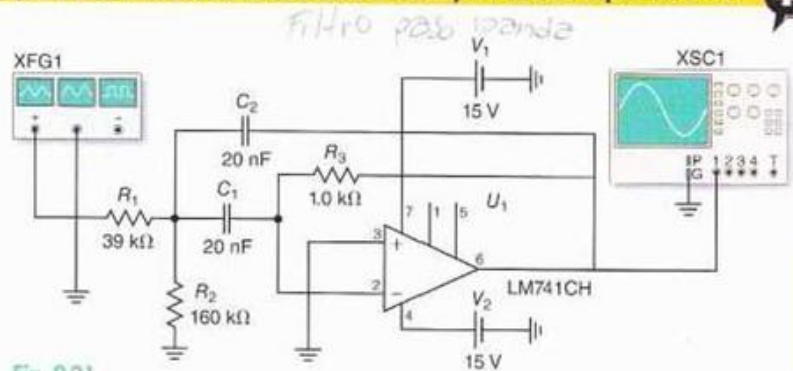 Filtro paso banda
XFG1
V1
15 V
XSC1
C2
20 nF
R3
1.0 kΩ
C1
20 nF
R1
39 kΩ
R2
160 kΩ
7 1 5 U1
3 +
2 −
6
4
LM741CH
V2
15 V
P 1 2 3 4 T
G
+ −